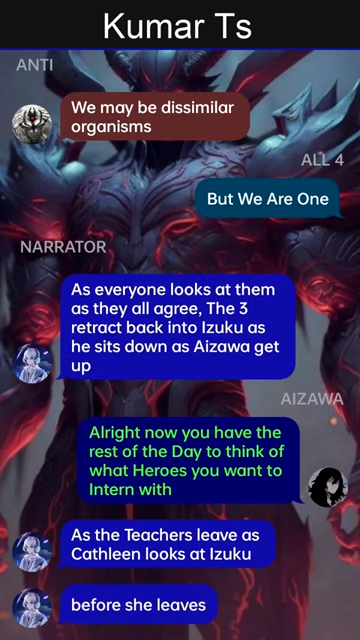 Kumar Ts
ANTI
We may be dissimilar
organisms
ALL 4
But We Are One
NARRATOR
As everyone looks at them
as they all agree, The 3
retract back into Izuku as
he sits down as Aizawa get
up
AIZAWA
Alright now you have the
rest of the Day to think of
what Heroes you want to
Intern with
As the Teachers leave as
Cathleen looks at Izuku
before she leaves